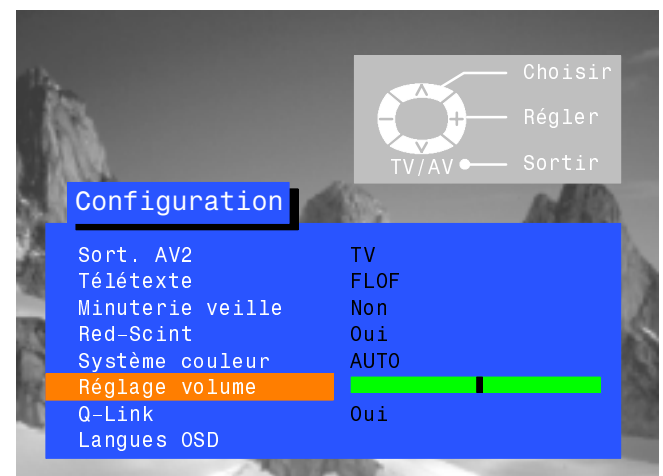 Choisir
Régler
TV/AV Sortir
Configuration
Sort. AV2 TV
Télétexte FLOF
Minuterie veille Non
Red-Scint Oui
Système couleur AUTO
Réglage volume
Q-Link Oui
Langues OSD